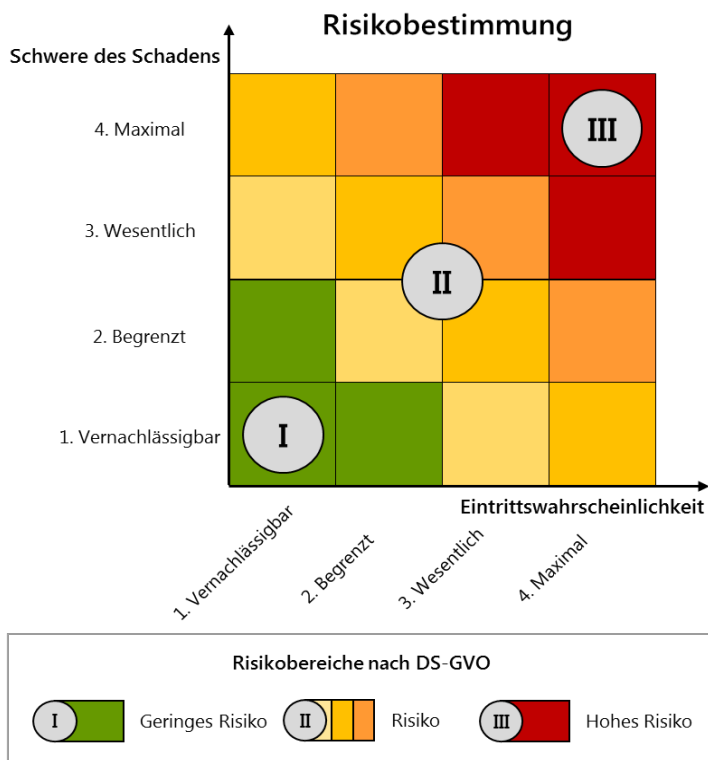 Risikobestimmung
Schwere des Schadens
4. Maximal
III
3. Wesentlich
II
2. Begrenzt
1. Vernachlässigbar
I
Eintrittswahrscheinlichkeit
1. Vernachlässigbar
2. Begrenzt
3. Wesentlich
4. Maximal
Risikobereiche nach DS-GVO
I Geringes Risiko
II Risiko
III Hohes Risiko